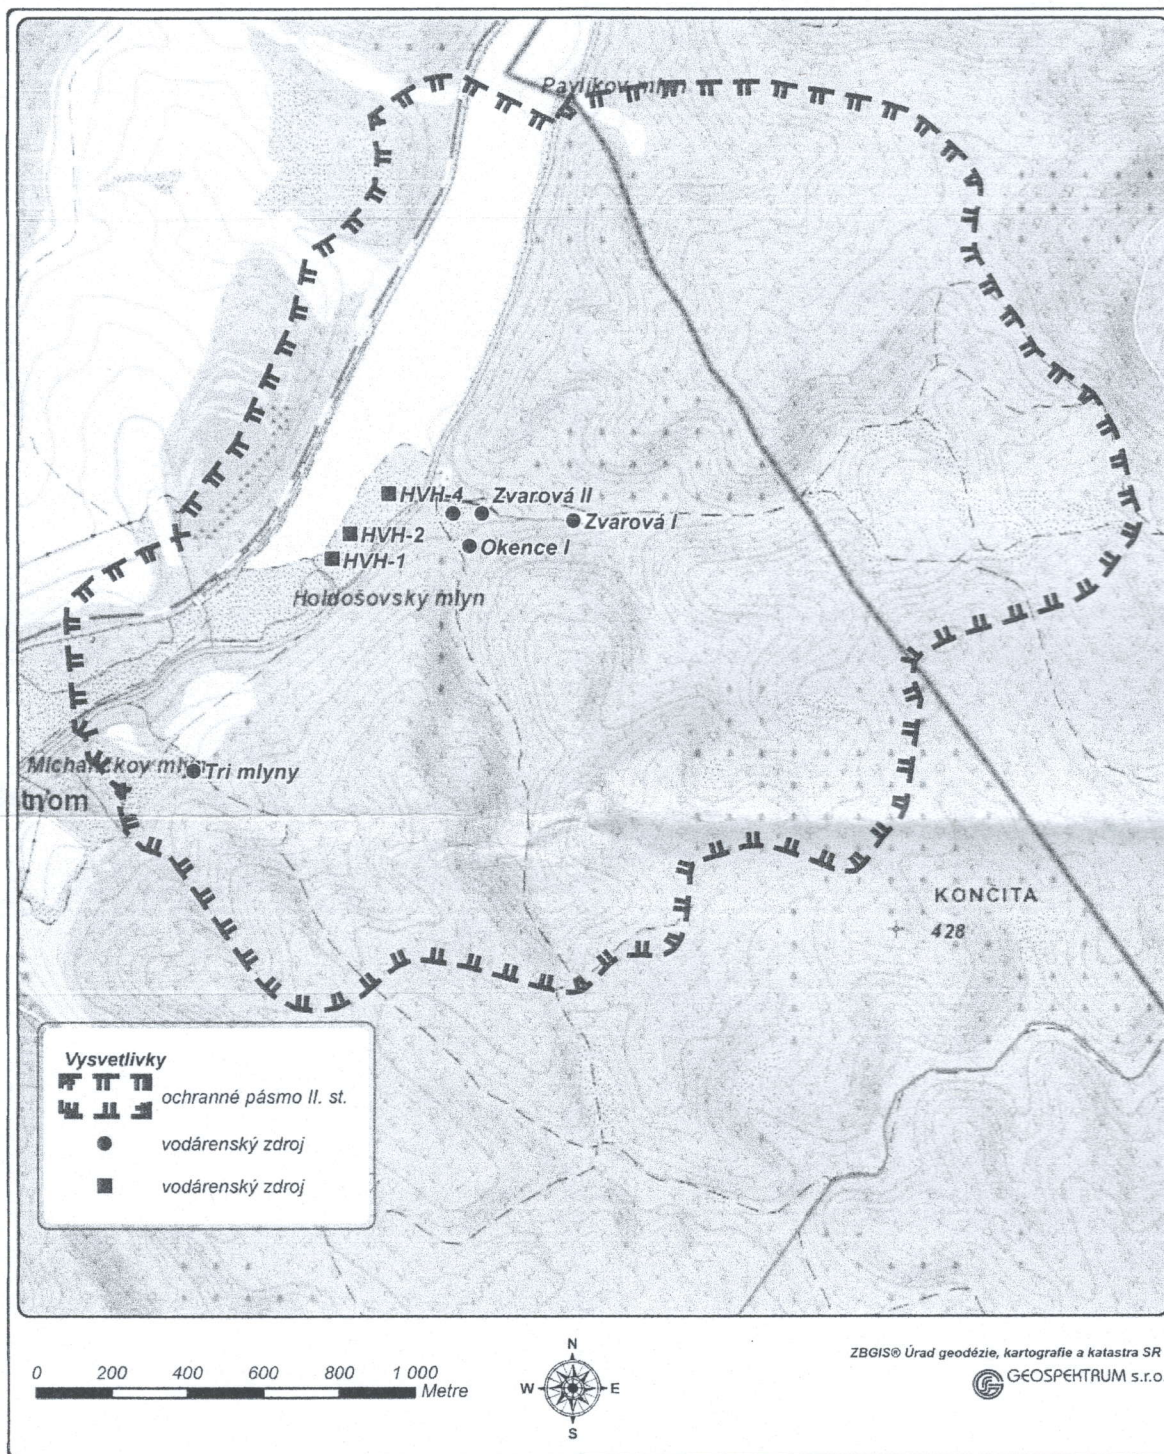 Pavlíkov mlyn
HVH-4
Zvarová II
Zvarová I
HVH-2
Okence I
HVH-1
Holdošovský mlyn
Tri mlyny
KONČITA
428
Vysvetlivky
ochranné pásmo II. st.
vodárenský zdroj
vodárenský zdroj
0 200 400 600 800 1 000
Metre
N
W E
S
ZBGIS® Úrad geodézie, kartografie a katastra SR
GEOSPEKTRUM s.r.o.